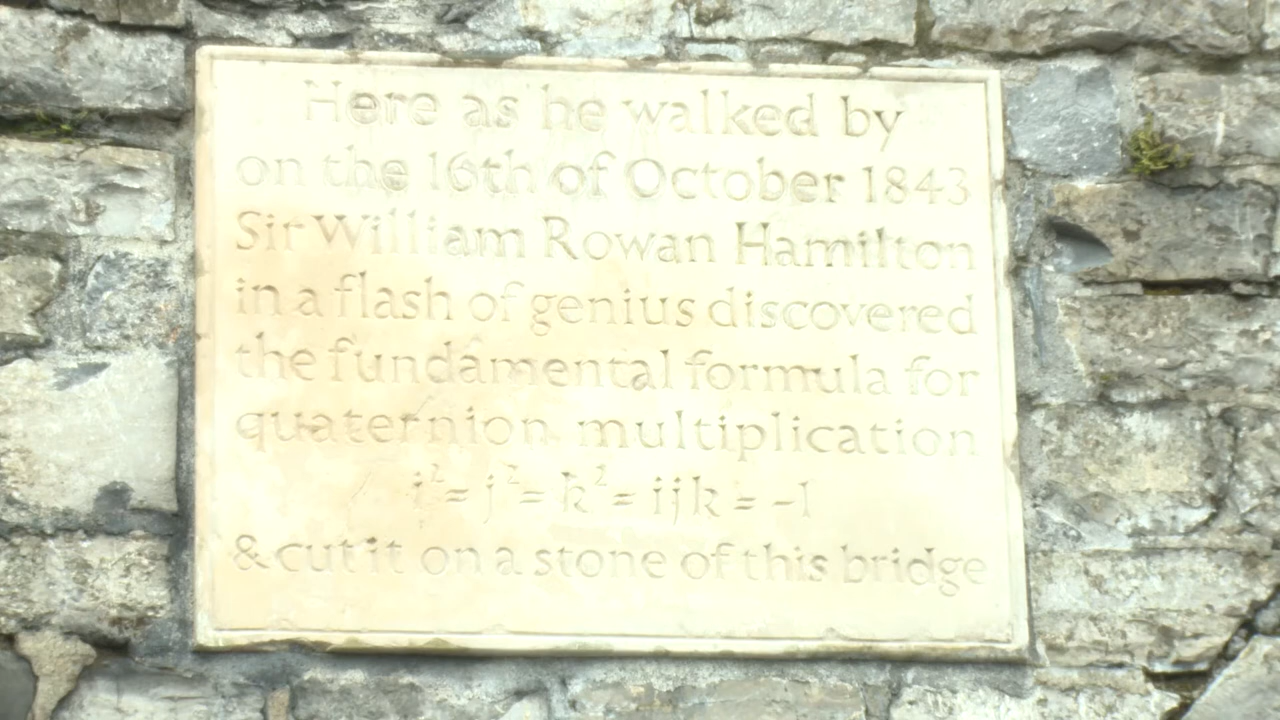 Here as he walked by
on the 16th of October 1843
Sir William Rowan Hamilton
in a flash of genius discovered
the fundamental formula for
quaternion multiplication
i² = j² = k² = ijk = −1
& cut it on a stone of this bridge